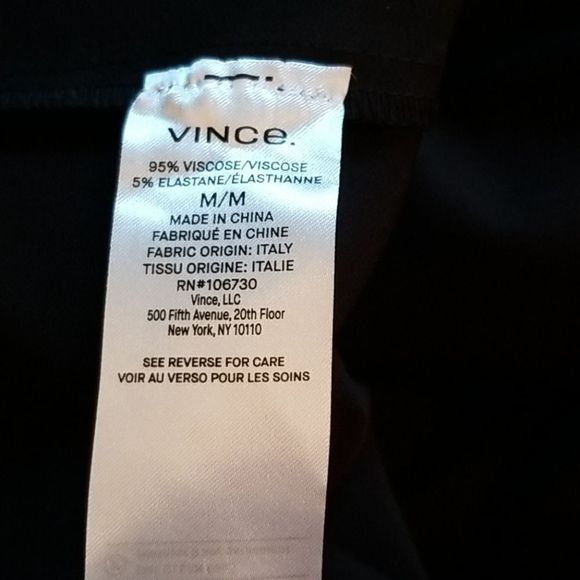 VINCe.
95% VISCOSE/VISCOSE
5% ELASTANE/ÉLASTHANNE
M/M
MADE IN CHINA
FABRIQUÉ EN CHINE
FABRIC ORIGIN: ITALY
TISSU ORIGINE: ITALIE
RN#106730
Vince, LLC
500 Fifth Avenue, 20th Floor
New York, NY 10110
SEE REVERSE FOR CARE
VOIR AU VERSO POUR LES SOINS